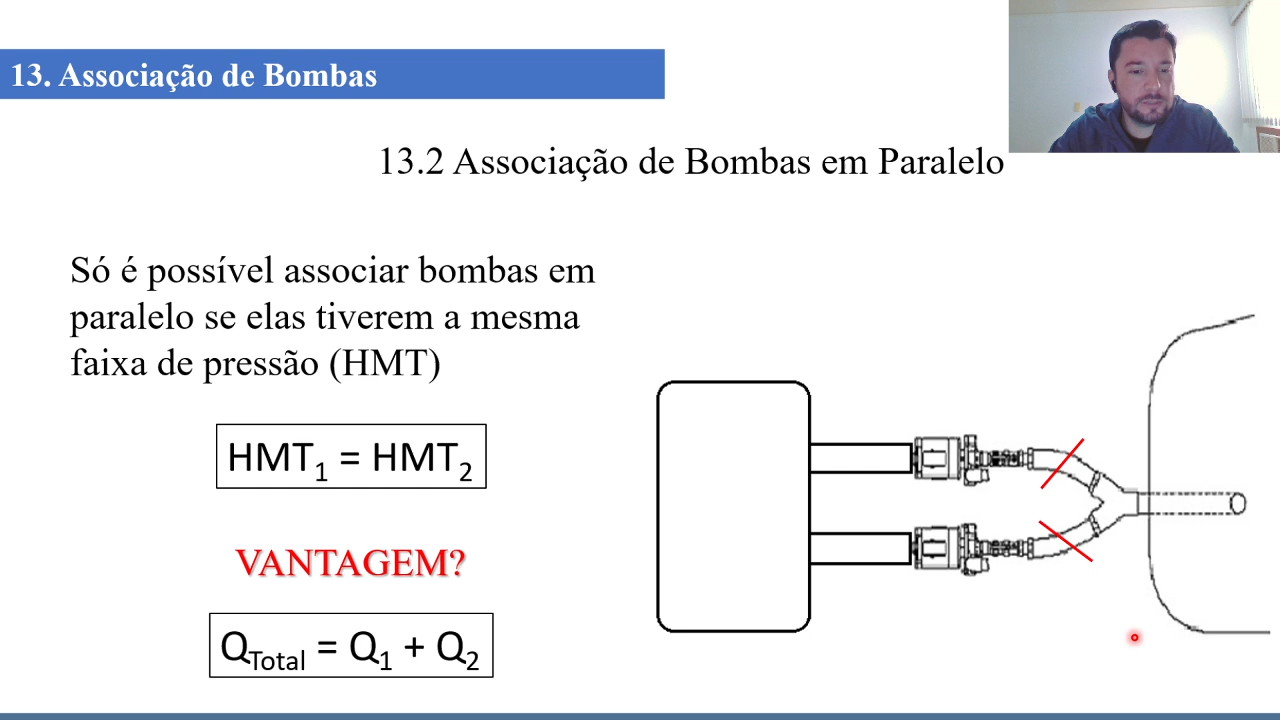 13. Associação de Bombas
13.2 Associação de Bombas em Paralelo
Só é possível associar bombas em
paralelo se elas tiverem a mesma
faixa de pressão (HMT)
HMT₁ = HMT₂
VANTAGEM?
Q_Total = Q₁ + Q₂